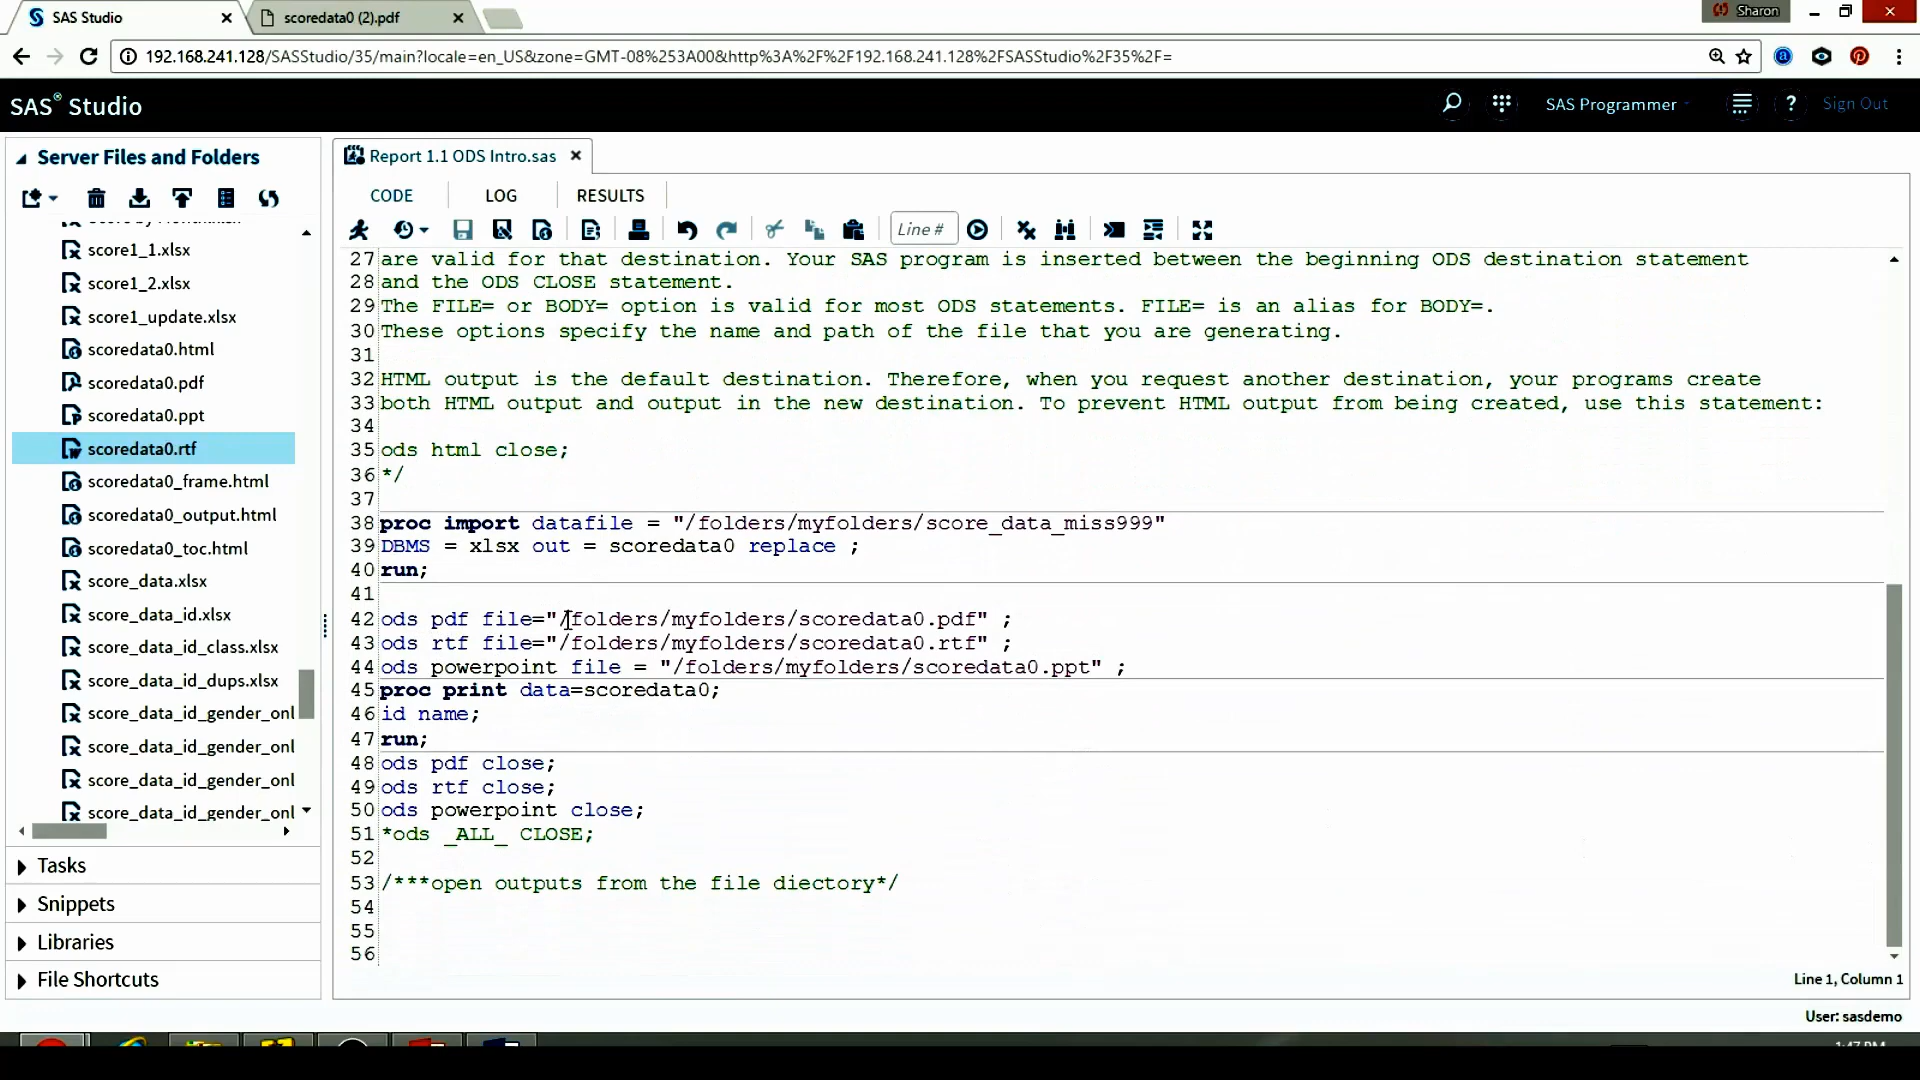 SAS Studio
scoredata0 (2).pdf
Sharon
192.168.241.128/SASStudio/35/main?locale=en_US&zone=GMT-08%253A00&http%3A%2F%2F192.168.241.128%2FSASStudio%2F35%2F=
SAS® Studio
SAS Programmer
Sign Out
Server Files and Folders
score1_1.xlsx
score1_2.xlsx
score1_update.xlsx
scoredata0.html
scoredata0.pdf
scoredata0.ppt
scoredata0.rtf
scoredata0_frame.html
scoredata0_output.html
scoredata0_toc.html
score_data.xlsx
score_data_id.xlsx
score_data_id_class.xlsx
score_data_id_dups.xlsx
score_data_id_gender_onl
score_data_id_gender_onl
score_data_id_gender_onl
score_data_id_gender_onl
Tasks
Snippets
Libraries
File Shortcuts
Report 1.1 ODS Intro.sas
CODE
LOG
RESULTS
Line #
27 are valid for that destination. Your SAS program is inserted between the beginning ODS destination statement
28 and the ODS CLOSE statement.
29 The FILE= or BODY= option is valid for most ODS statements. FILE= is an alias for BODY=.
30 These options specify the name and path of the file that you are generating.
31
32 HTML output is the default destination. Therefore, when you request another destination, your programs create
33 both HTML output and output in the new destination. To prevent HTML output from being created, use this statement:
34
35 ods html close;
36 */
37
38 proc import datafile = "/folders/myfolders/score_data_miss999"
39 DBMS = xlsx out = scoredata0 replace ;
40 run;
41
42 ods pdf file="/folders/myfolders/scoredata0.pdf" ;
43 ods rtf file="/folders/myfolders/scoredata0.rtf" ;
44 ods powerpoint file = "/folders/myfolders/scoredata0.ppt" ;
45 proc print data=scoredata0;
46 id name;
47 run;
48 ods pdf close;
49 ods rtf close;
50 ods powerpoint close;
51 *ods _ALL_ CLOSE;
52
53 /***open outputs from the file diectory*/
54
55
56
Line 1, Column 1
User: sasdemo